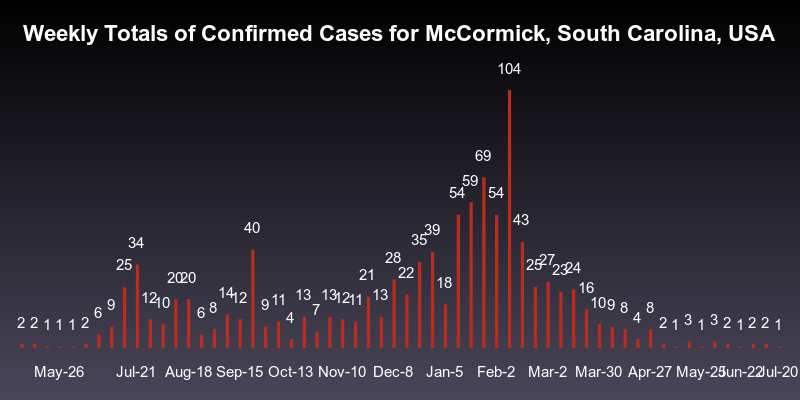 Weekly Totals of Confirmed Cases for McCormick, South Carolina, USA
2 2 1 1 1 2 6 9 25 34 12 10 20 20 6 8 14 12 40 9 11 4 13 7 13 12 11 21 13 28 22 35 39 18 54 59 69 54 104 43 25 27 23 24 16 10 9 8 4 8 2 1 3 1 3 2 1 2 2 1
May-26 Jul-21 Aug-18 Sep-15 Oct-13 Nov-10 Dec-8 Jan-5 Feb-2 Mar-2 Mar-30 Apr-27 May-25 Jun-22 Jul-20